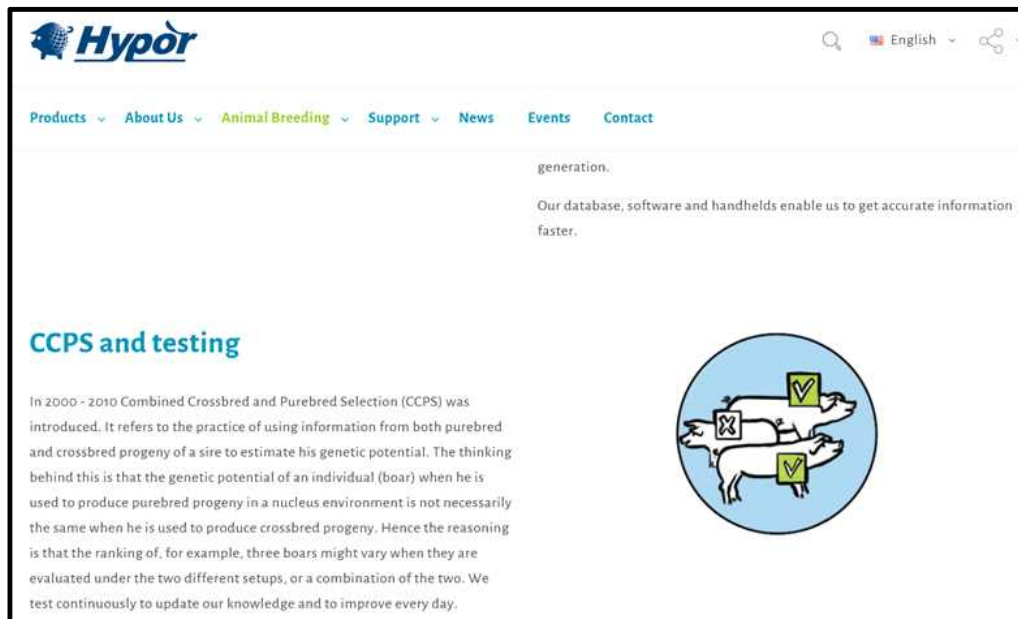 Hypor
English
Products
About Us
Animal Breeding
Support
News
Events
Contact
generation.
Our database, software and handhelds enable us to get accurate information
faster.
CCPS and testing
In 2000 - 2010 Combined Crossbred and Purebred Selection (CCPS) was
introduced. It refers to the practice of using information from both purebred
and crossbred progeny of a sire to estimate his genetic potential. The thinking
behind this is that the genetic potential of an individual (boar) when he is
used to produce purebred progeny in a nucleus environment is not necessarily
the same when he is used to produce crossbred progeny. Hence the reasoning
is that the ranking of, for example, three boars might vary when they are
evaluated under the two different setups, or a combination of the two. We
test continuously to update our knowledge and to improve every day.